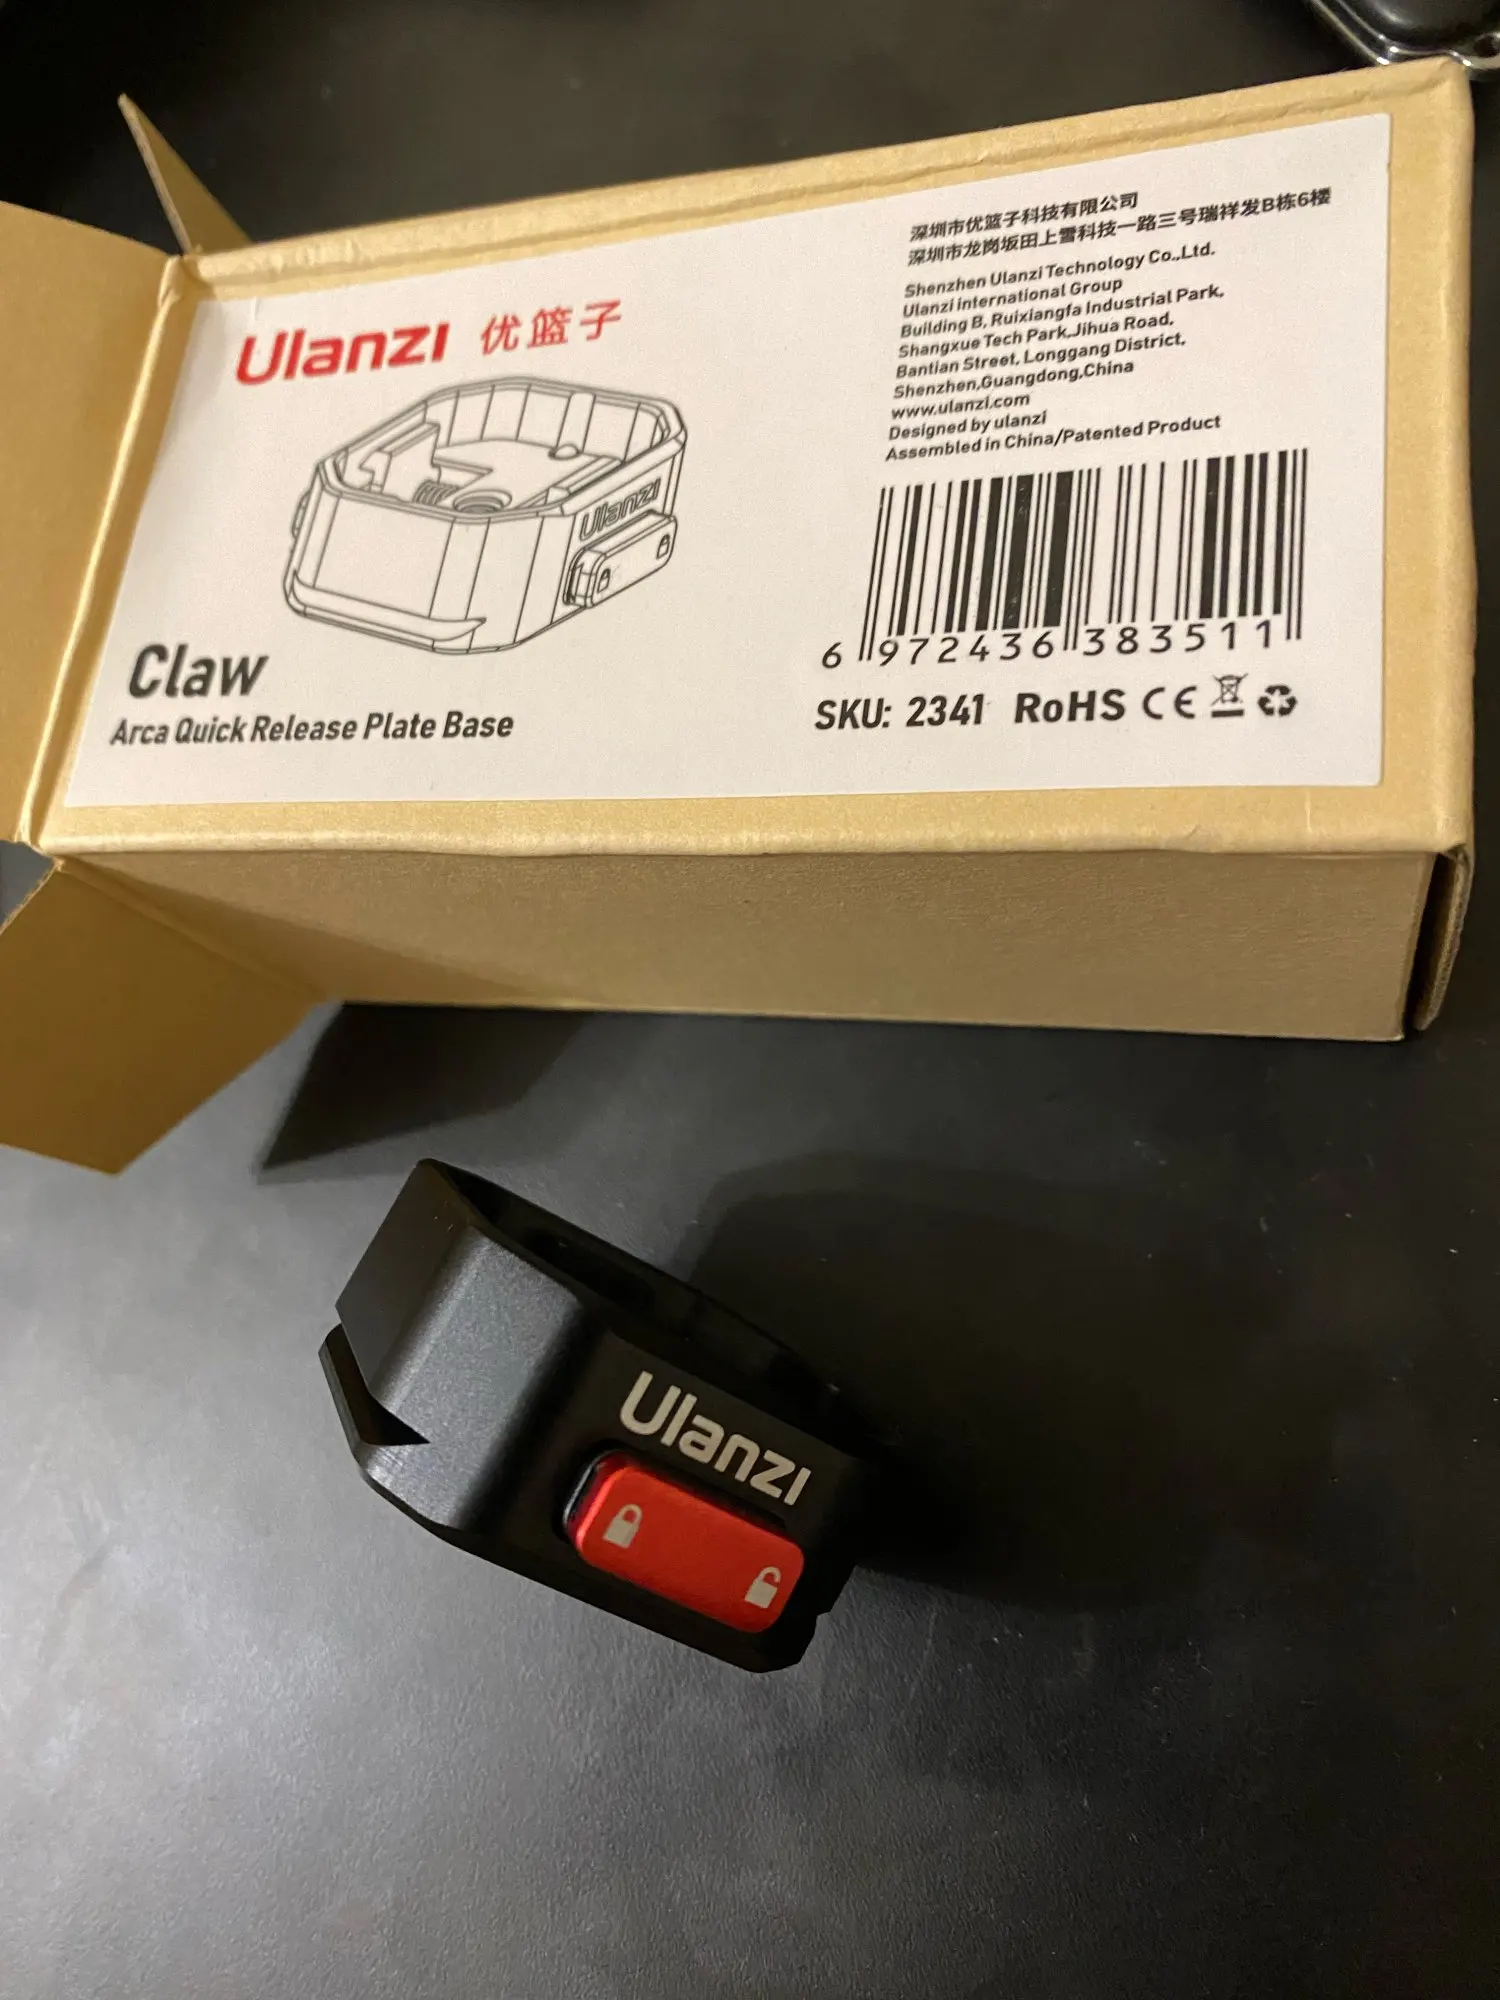 Ulanzi 优篮子
Ulanzi
Claw
Arca Quick Release Plate Base
深圳市优篮子科技有限公司
深圳市龙岗坂田上雪科技一路三号瑞祥发B栋6楼
Shenzhen Ulanzi Technology Co.,Ltd.
Ulanzi international Group
Building B, Ruixiangfa Industrial Park,
Shangxue Tech Park,Jihua Road,
Bantian Street, Longgang District,
Shenzhen,Guangdong,China
www.ulanzi.com
Designed by ulanzi
Assembled in China/Patented Product
6 972436 383511
SKU: 2341 RoHS CE
Ulanzi